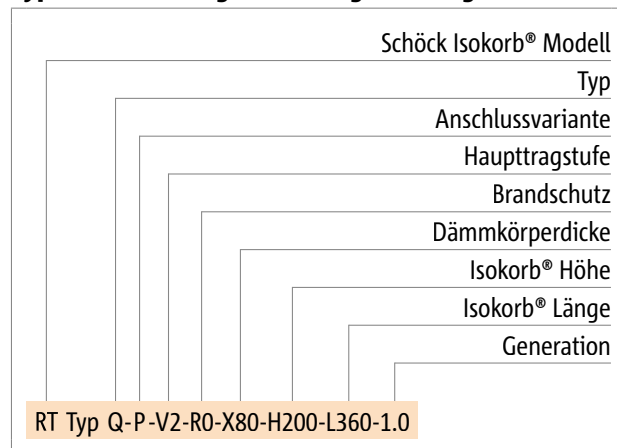 Schöck Isokorb® Modell
Typ
Anschlussvariante
Haupttragstufe
Brandschutz
Dämmkörperdicke
Isokorb® Höhe
Isokorb® Länge
Generation
RT Typ Q-P-V2-R0-X80-H200-L360-1.0